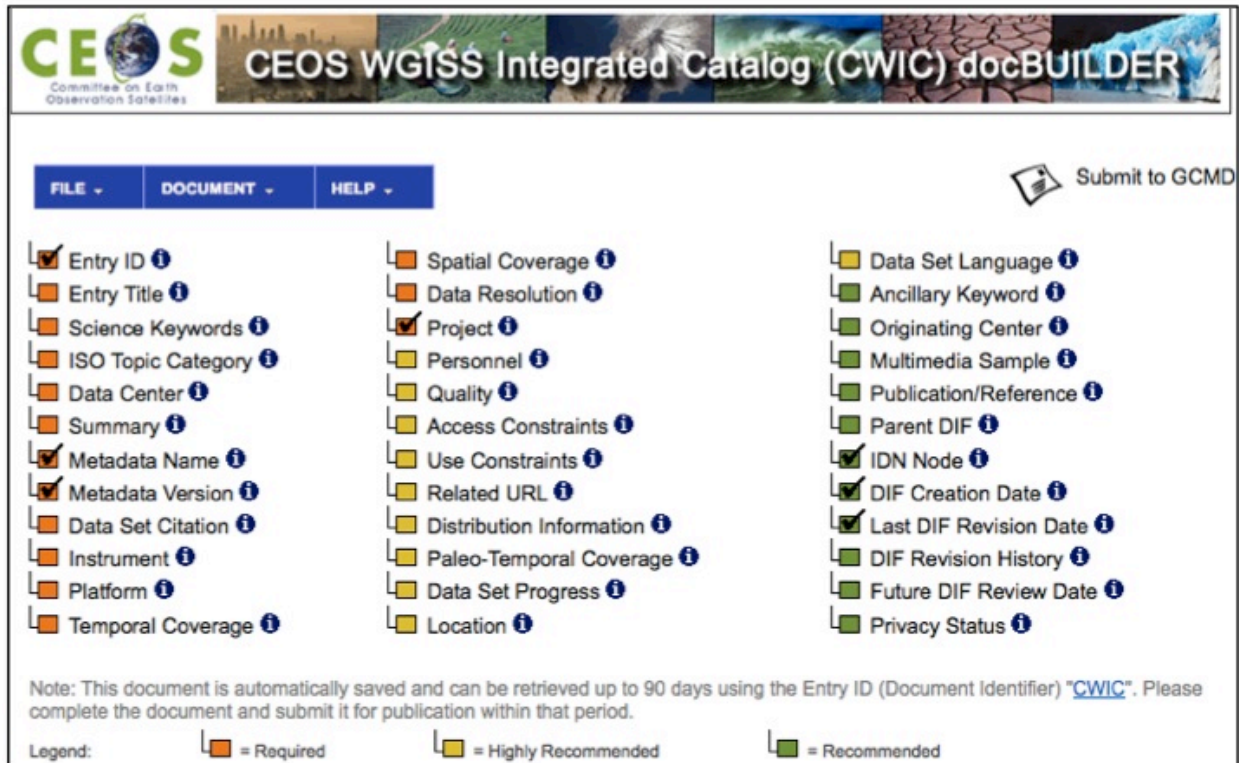 CEOS
Committee on Earth
Observation Satellites
CEOS WGISS Integrated Catalog (CWIC) docBUILDER
FILE
DOCUMENT
HELP
Submit to GCMD
Entry ID
Entry Title
Science Keywords
ISO Topic Category
Data Center
Summary
Metadata Name
Metadata Version
Data Set Citation
Instrument
Platform
Temporal Coverage
Spatial Coverage
Data Resolution
Project
Personnel
Quality
Access Constraints
Use Constraints
Related URL
Distribution Information
Paleo-Temporal Coverage
Data Set Progress
Location
Data Set Language
Ancillary Keyword
Originating Center
Multimedia Sample
Publication/Reference
Parent DIF
IDN Node
DIF Creation Date
Last DIF Revision Date
DIF Revision History
Future DIF Review Date
Privacy Status
Note: This document is automatically saved and can be retrieved up to 90 days using the Entry ID (Document Identifier) "CWIC". Please
complete the document and submit it for publication within that period.
Legend: = Required = Highly Recommended = Recommended